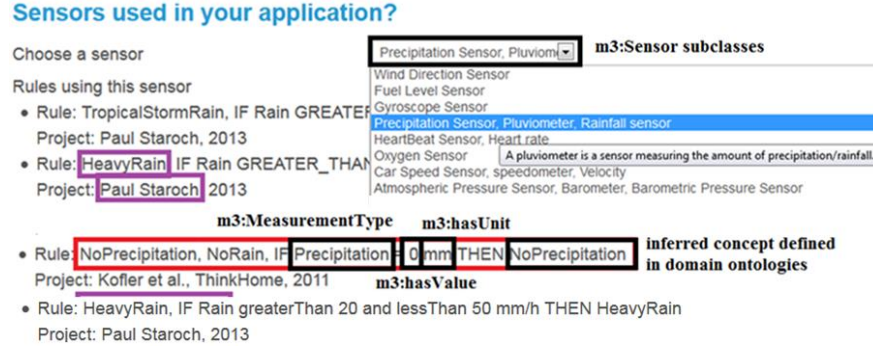 Sensors used in your application?
Choose a sensor
Precipitation Sensor, Pluviom
m3:Sensor subclasses
Wind Direction Sensor
Fuel Level Sensor
Gyroscope Sensor
Precipitation Sensor, Pluviometer, Rainfall sensor
HeartBeat Sensor, Heart rate
Oxygen Sensor
A pluviometer is a sensor measuring the amount of precipitation/rainfall.
Car Speed Sensor, speedometer, Velocity
Atmospheric Pressure Sensor, Barometer, Barometric Pressure Sensor
Rules using this sensor
• Rule: TropicalStormRain, IF Rain GREATER
Project: Paul Staroch, 2013
• Rule: HeavyRain, IF Rain GREATER_THAN
Project: Paul Staroch, 2013
m3:MeasurementType m3:hasUnit
• Rule: NoPrecipitation, NoRain, IF Precipitation = 0 mm THEN NoPrecipitation
inferred concept defined
in domain ontologies
Project: Kofler et al., ThinkHome, 2011
m3:hasValue
• Rule: HeavyRain, IF Rain greaterThan 20 and lessThan 50 mm/h THEN HeavyRain
Project: Paul Staroch, 2013